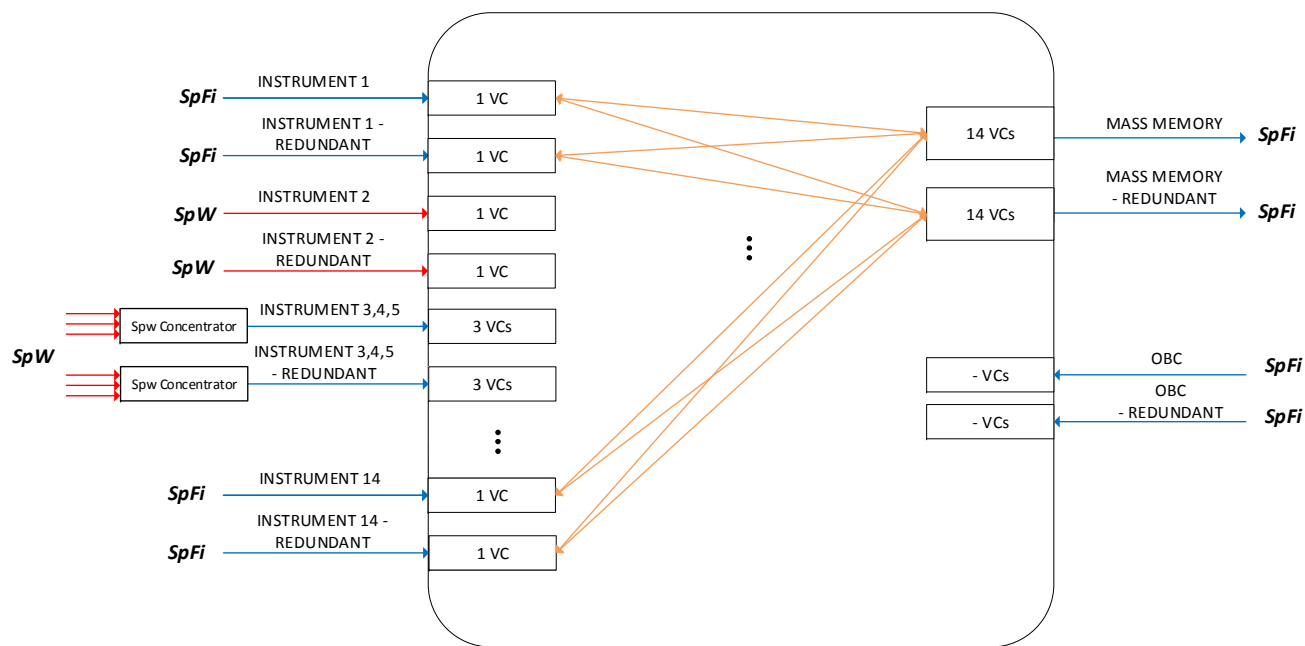 SpFi
INSTRUMENT 1
1 VC
SpFi
INSTRUMENT 1 -
REDUNDANT
1 VC
SpW
INSTRUMENT 2
1 VC
SpW
INSTRUMENT 2 -
REDUNDANT
1 VC
SpW
Spw Concentrator
INSTRUMENT 3,4,5
3 VCs
Spw Concentrator
INSTRUMENT 3,4,5
- REDUNDANT
3 VCs
SpFi
INSTRUMENT 14
1 VC
SpFi
INSTRUMENT 14 -
REDUNDANT
1 VC
14 VCs
MASS MEMORY
SpFi
14 VCs
MASS MEMORY
- REDUNDANT
SpFi
- VCs
OBC
SpFi
- VCs
OBC
- REDUNDANT
SpFi